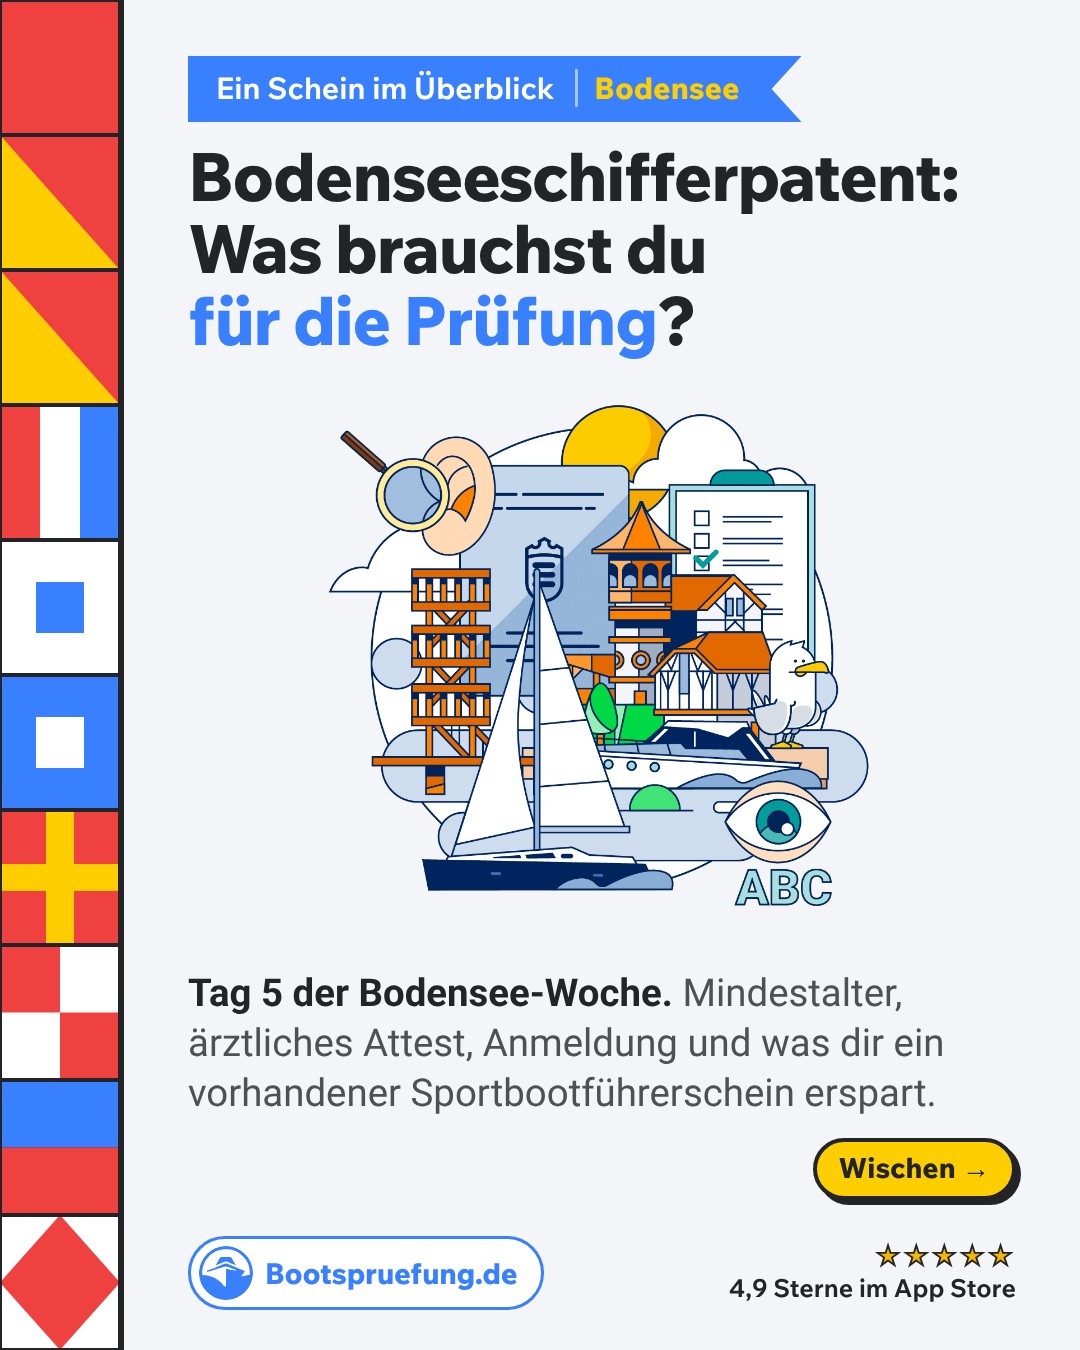 Ein Schein im Überblick | Bodensee
Bodenseeschifferpatent:
Was brauchst du
für die Prüfung?
ABC
Tag 5 der Bodensee-Woche. Mindestalter,
ärztliches Attest, Anmeldung und was dir ein
vorhandener Sportbootführerschein erspart.
Wischen →
Bootspruefung.de
★★★★★
4,9 Sterne im App Store